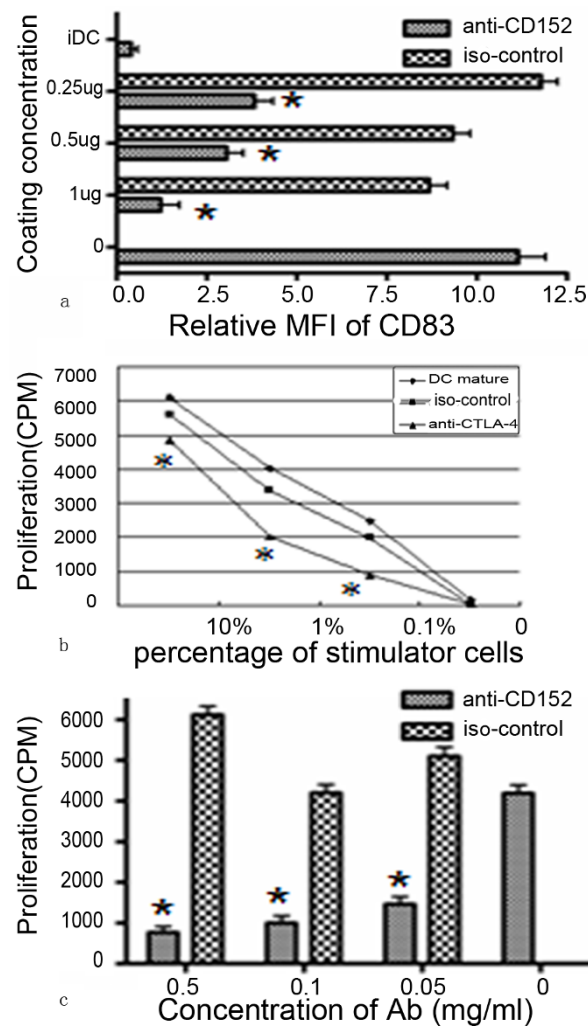 anti-CD152
iso-control
Coating concentration
iDC
0.25ug
0.5ug
1ug
0
0.0 2.5 5.0 7.5 10.0 12.5
a
Relative MFI of CD83
Proliferation(CPM)
7000
6000
5000
4000
3000
2000
1000
0
DC mature
iso-control
anti-CTLA-4
10% 1% 0.1% 0
b
percentage of stimulator cells
anti-CD152
iso-control
Proliferation(CPM)
6000
5000
4000
3000
2000
1000
0
0.5 0.1 0.05 0
c
Concentration of Ab (mg/ml)